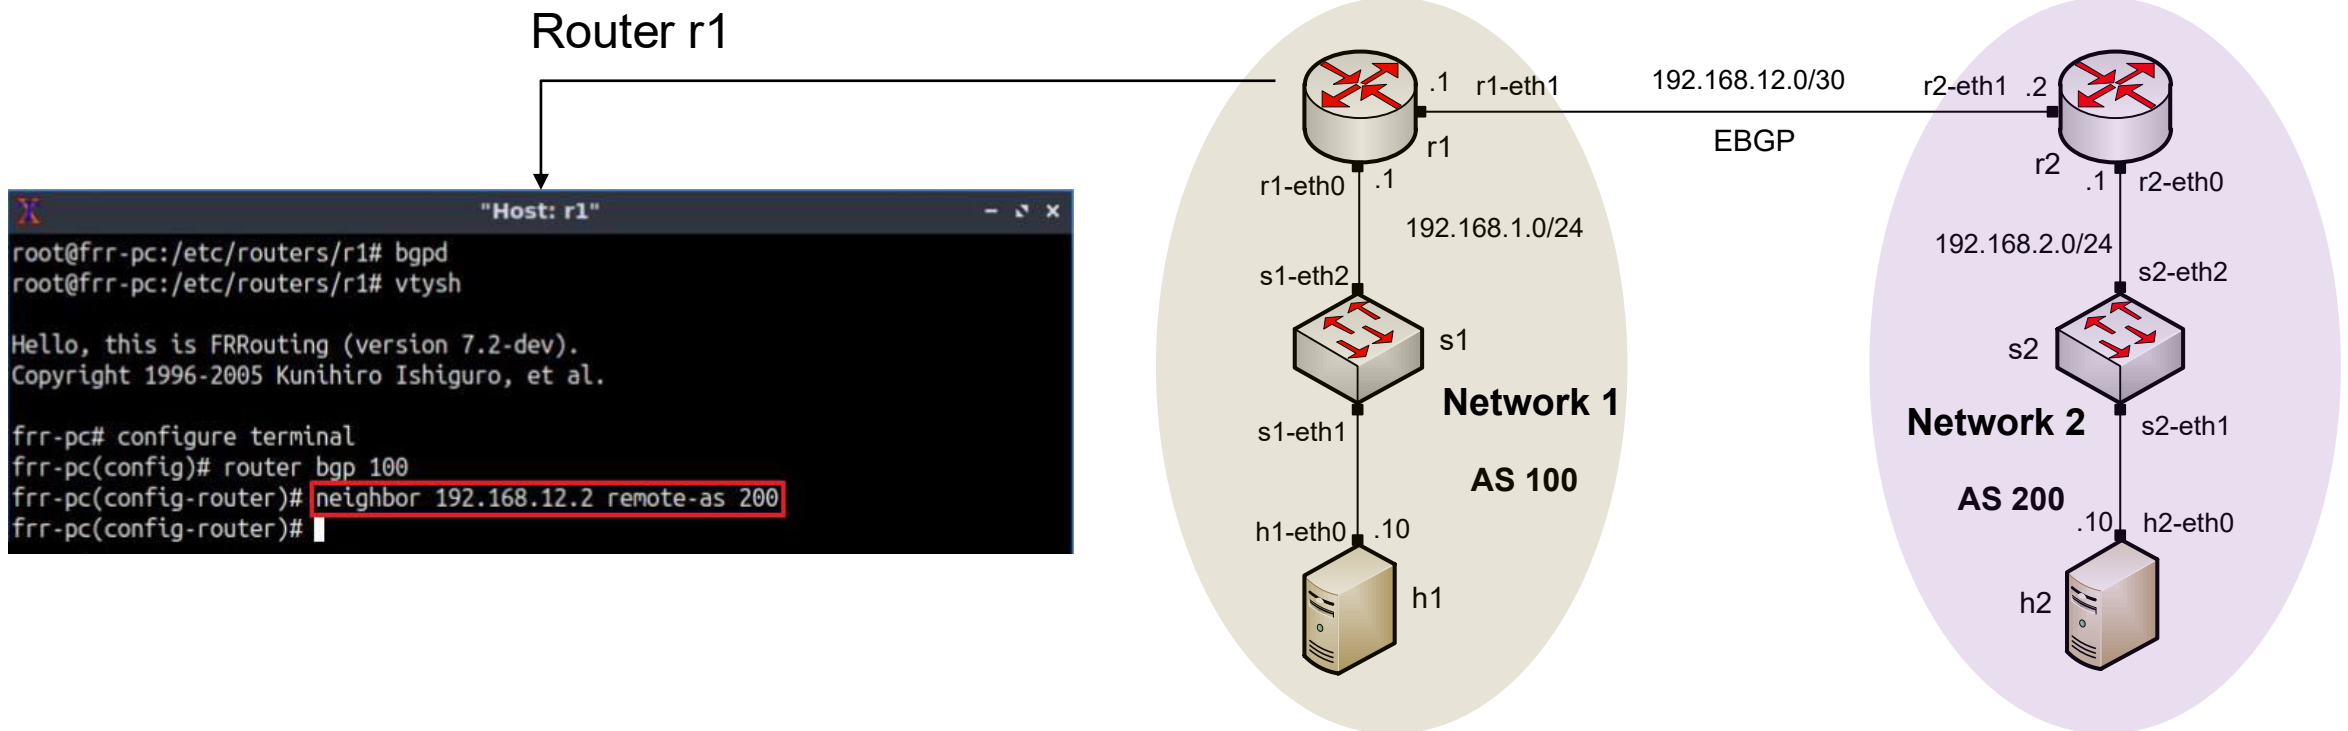 Router r1
"Host: r1"
root@frr-pc:/etc/routers/r1# bgpd
root@frr-pc:/etc/routers/r1# vtysh
Hello, this is FRRouting (version 7.2-dev).
Copyright 1996-2005 Kunihiro Ishiguro, et al.
frr-pc# configure terminal
frr-pc(config)# router bgp 100
frr-pc(config-router)# neighbor 192.168.12.2 remote-as 200
frr-pc(config-router)#
.1 r1-eth1
192.168.12.0/30
r2-eth1 .2
EBGP
r1
r2
r1-eth0 .1
.1 r2-eth0
192.168.1.0/24
192.168.2.0/24
s1-eth2
s2-eth2
s1
s2
Network 1
Network 2
s1-eth1
s2-eth1
AS 100
AS 200
h1-eth0 .10
.10 h2-eth0
h1
h2